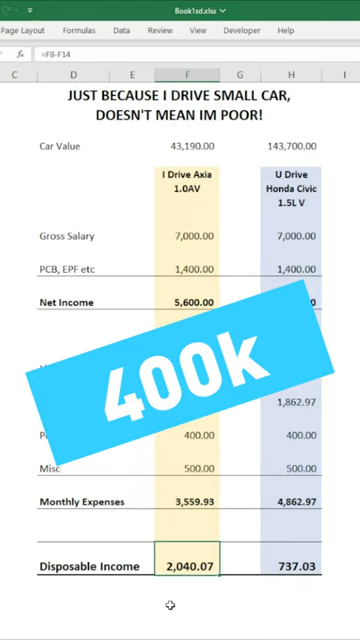 Book1sd.xlsx
Page Layout Formulas Data Review View Developer Help
fx =F8-F14
C D E F G H I
JUST BECAUSE I DRIVE SMALL CAR,
DOESN'T MEAN IM POOR!
Car Value 43,190.00 143,700.00
I Drive Axia U Drive
1.0AV Honda Civic
1.5L V
Gross Salary 7,000.00 7,000.00
PCB, EPF etc 1,400.00 1,400.00
Net Income 5,600.00
400k
1,862.97
400.00 400.00
Misc 500.00 500.00
Monthly Expenses 3,559.93 4,862.97
Disposable Income 2,040.07 737.03